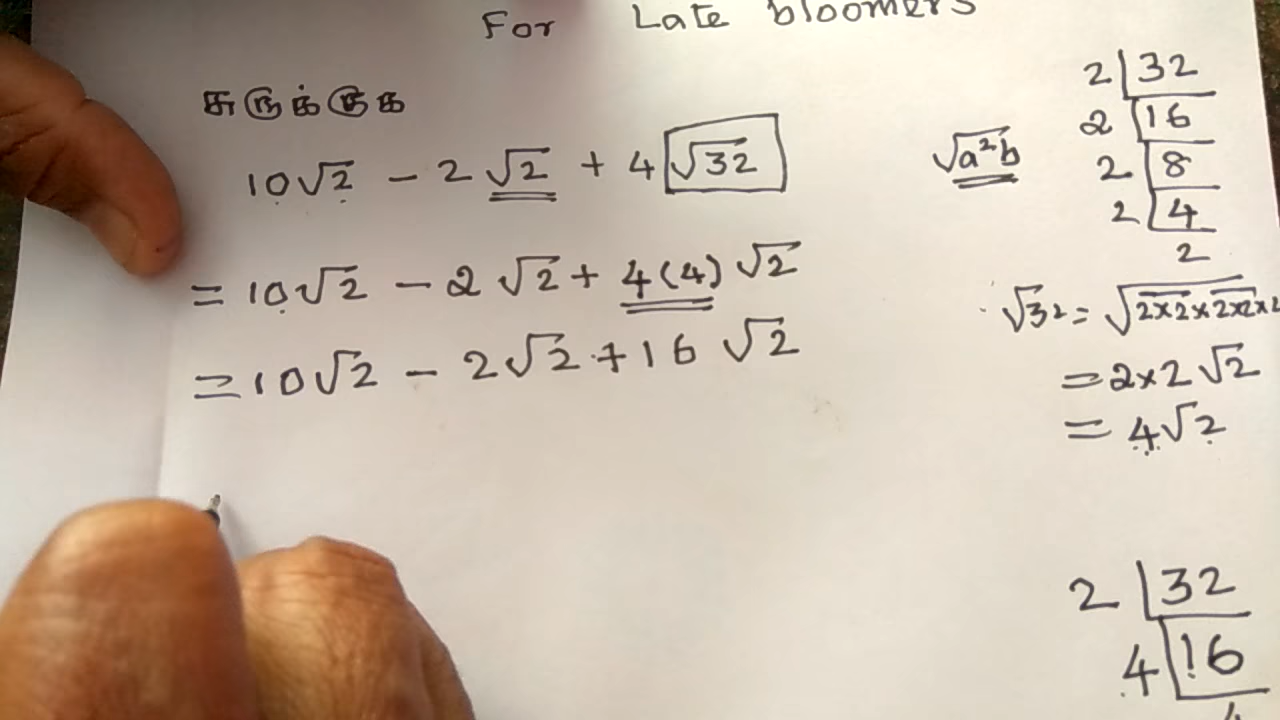 For Late bloomers
சுருக்குக
10√2 − 2√2 + 4√32
= 10√2 − 2√2 + 4(4)√2
= 10√2 − 2√2 + 16√2
√a²b
2 | 32
2 | 16
2 | 8
2 | 4
2
√32 = √2×2×2×2×2
= 2×2√2
= 4√2
2 | 32
4 | 16
4